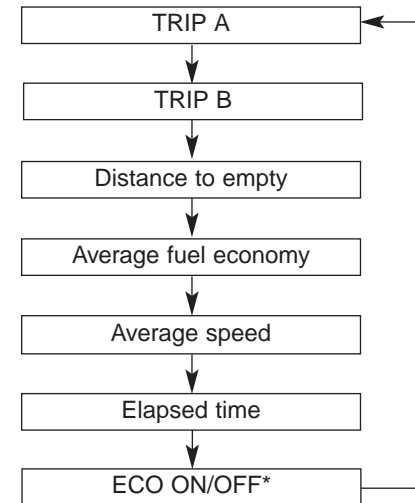 TRIP A
TRIP B
Distance to empty
Average fuel economy
Average speed
Elapsed time
ECO ON/OFF*